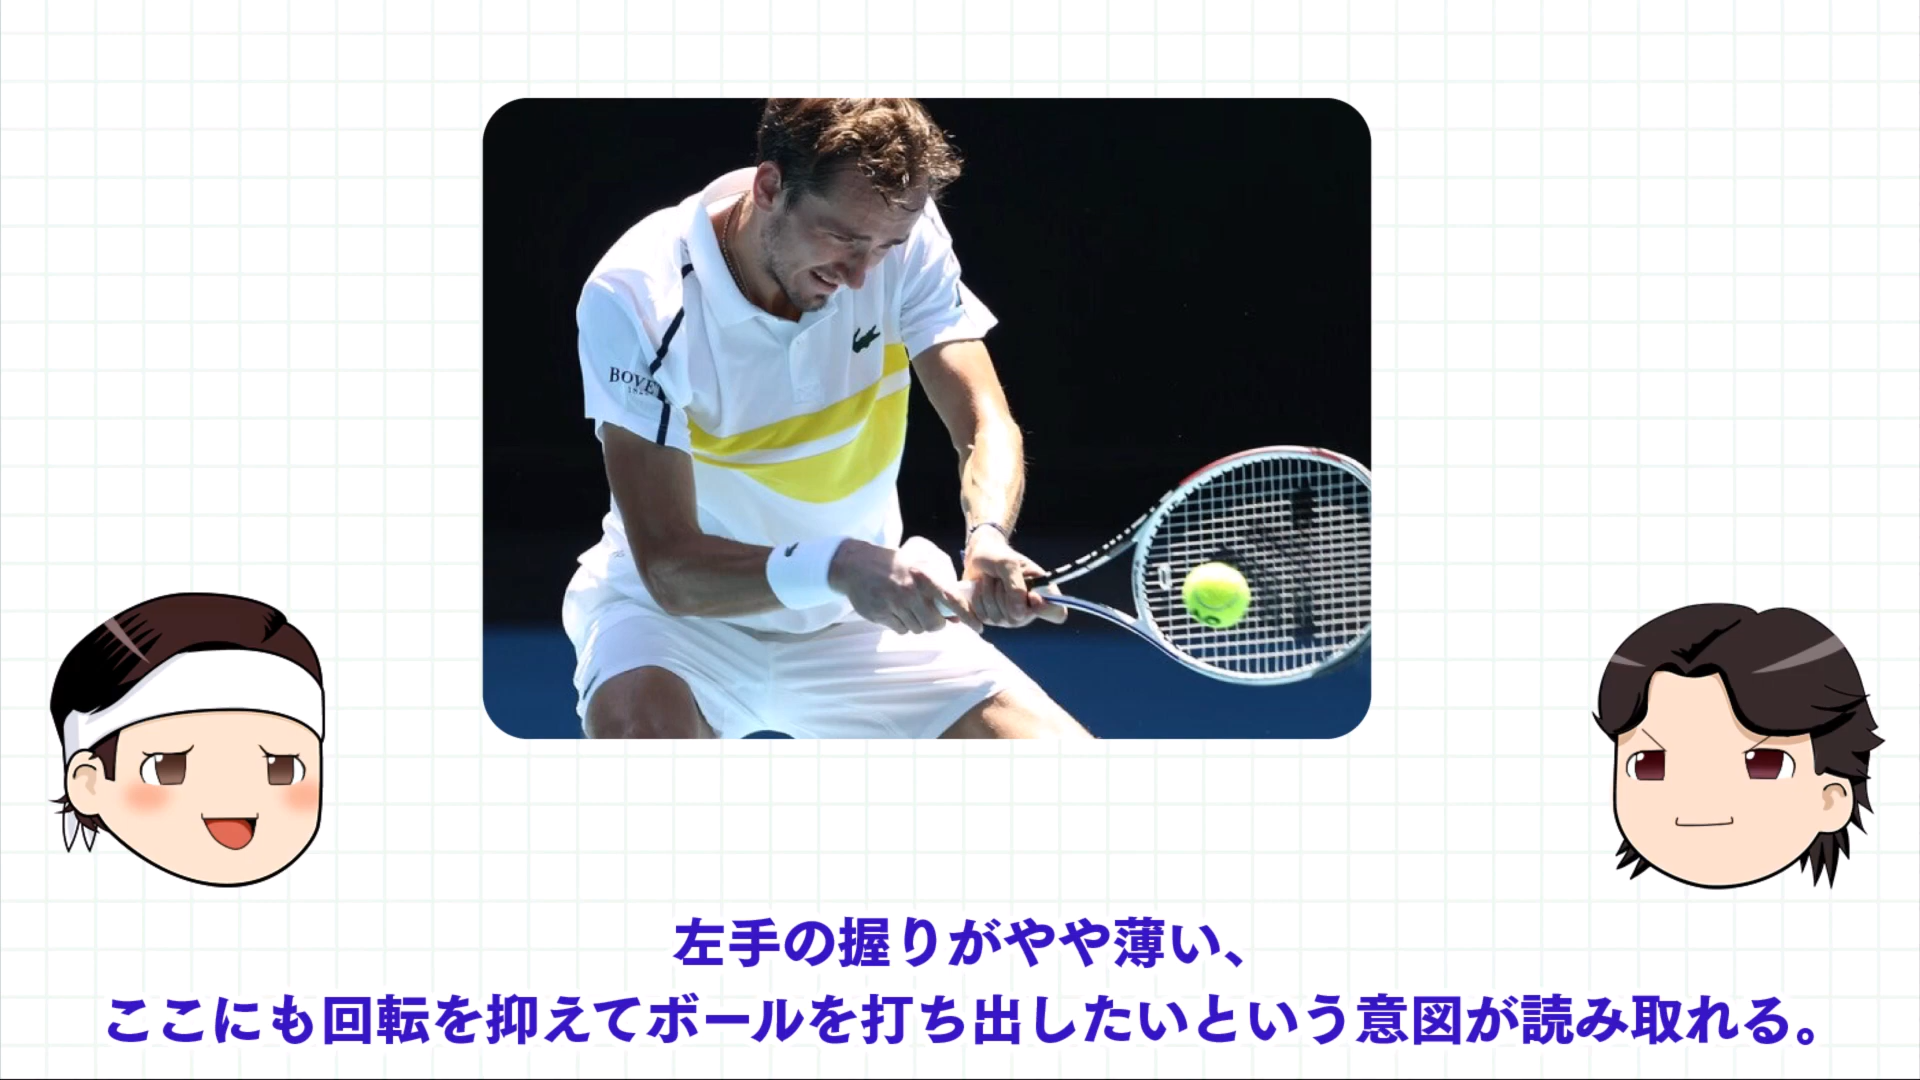 BOVE
左手の握りがやや薄い、
ここにも回転を抑えてボールを打ち出したいという意図が読み取れる。